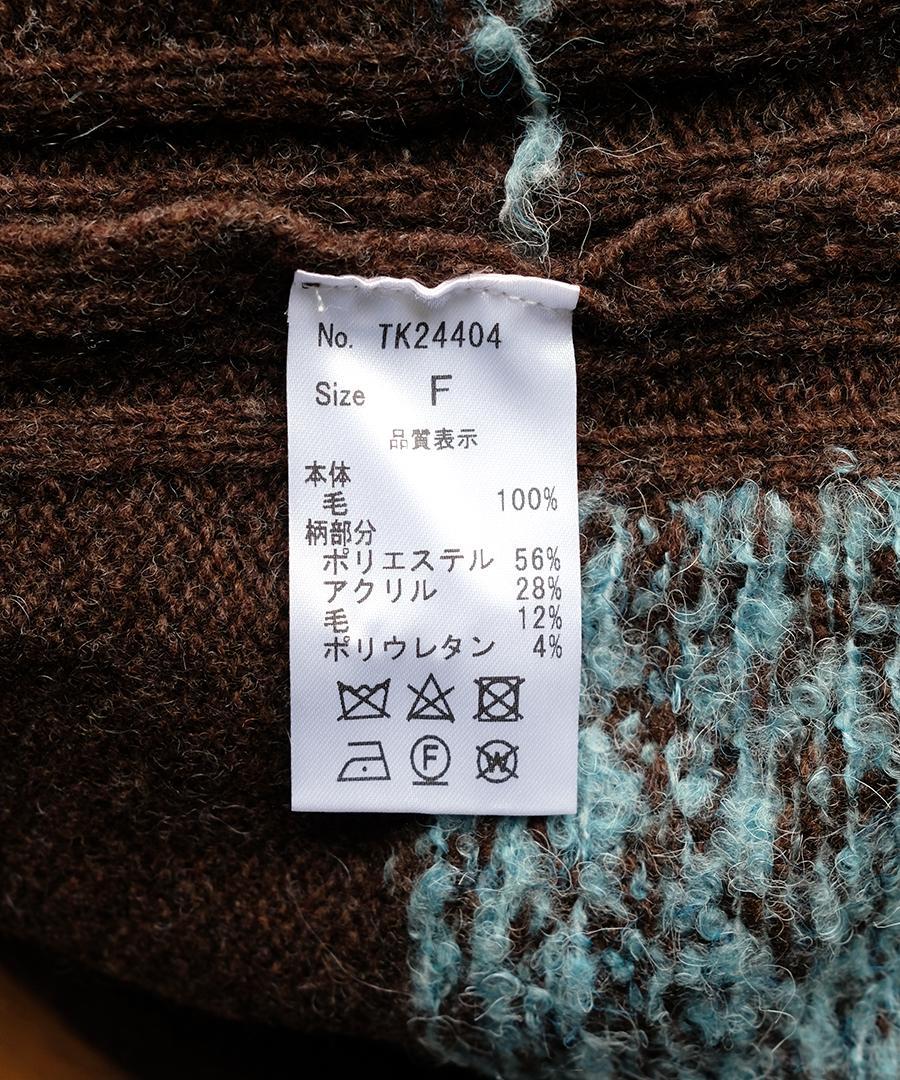 No. TK24404
Size F
品質表示
本体
毛 100%
柄部分
ポリエステル 56%
アクリル 28%
毛 12%
ポリウレタン 4%
F W